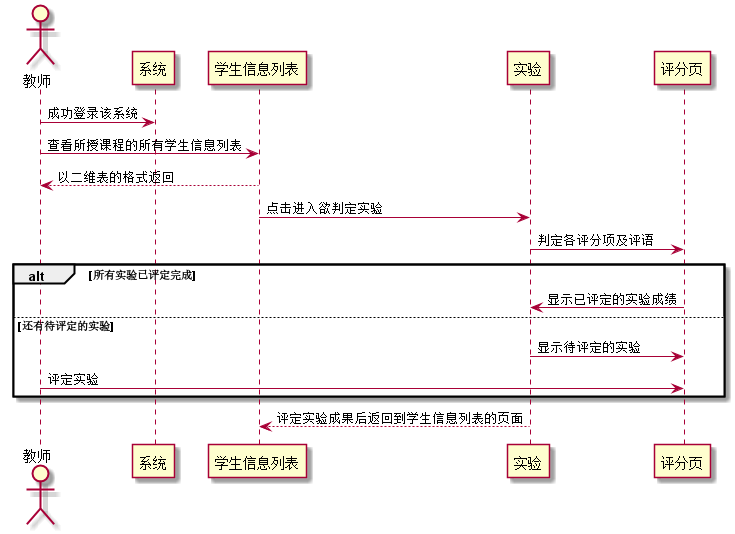 教师
系统
学生信息列表
实验
评分页
成功登录该系统
查看所授课程的所有学生信息列表
以二维表的格式返回
点击进入欲判定实验
判定各评分项及评语
alt
[所有实验已评定完成]
显示已评定的实验成绩
[还有待评定的实验]
显示待评定的实验
评定实验
评定实验成果后返回到学生信息列表的页面
教师
系统
学生信息列表
实验
评分页